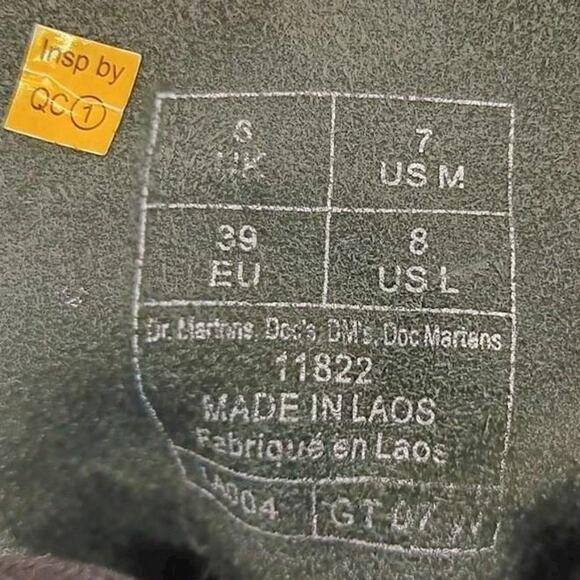 Insp by
QC 1
6 UK
7 US M
39 EU
8 US L
Dr. Martens, Doc's, DM's, Doc Martens
11822
MADE IN LAOS
Fabriqué en Laos
GT 07